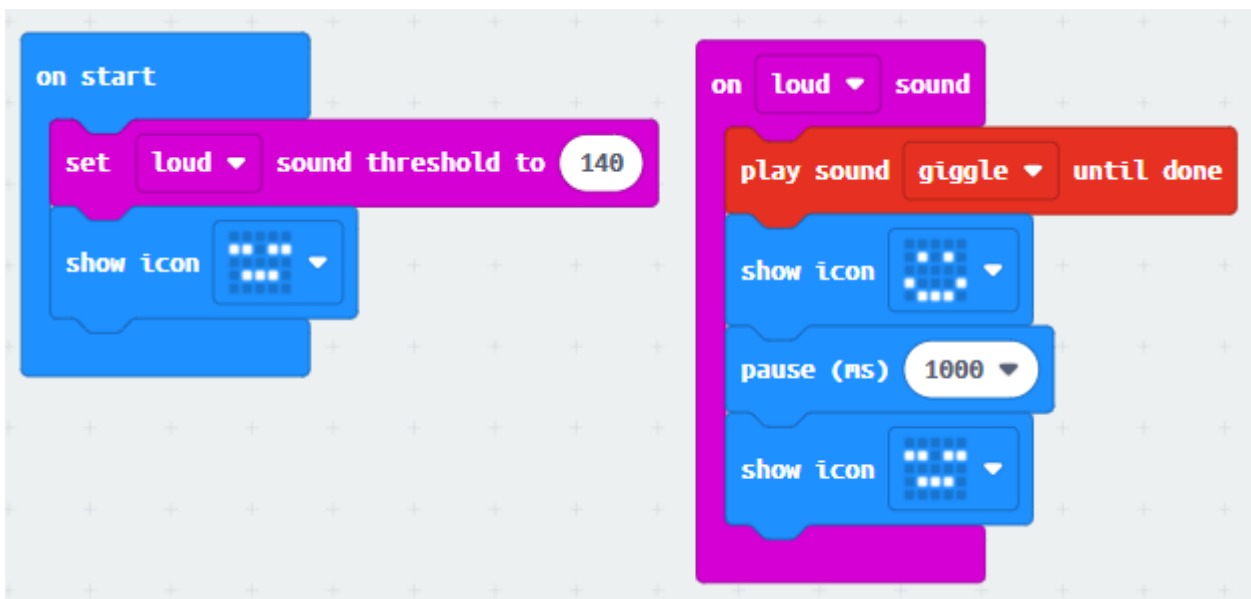 on start
set loud sound threshold to 140
show icon
on loud sound
play sound giggle until done
show icon
pause (ms) 1000
show icon